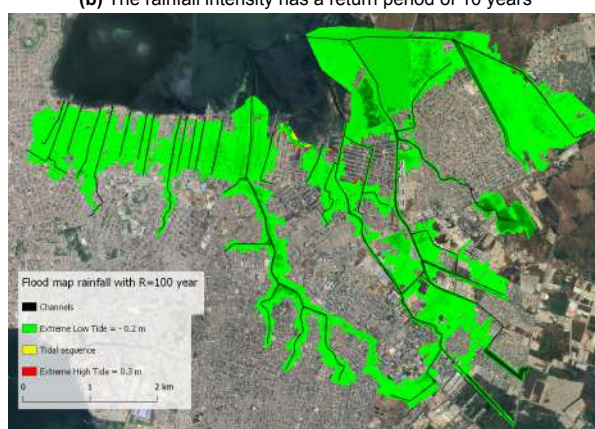 (b) The rainfall intensity has a return period of 10 years
Flood map rainfall with R=100 year
Channels
Extreme Low Tide = - 0.2 m
Tidal sequence
Extreme High Tide = 0.3 m
0 1 2 km